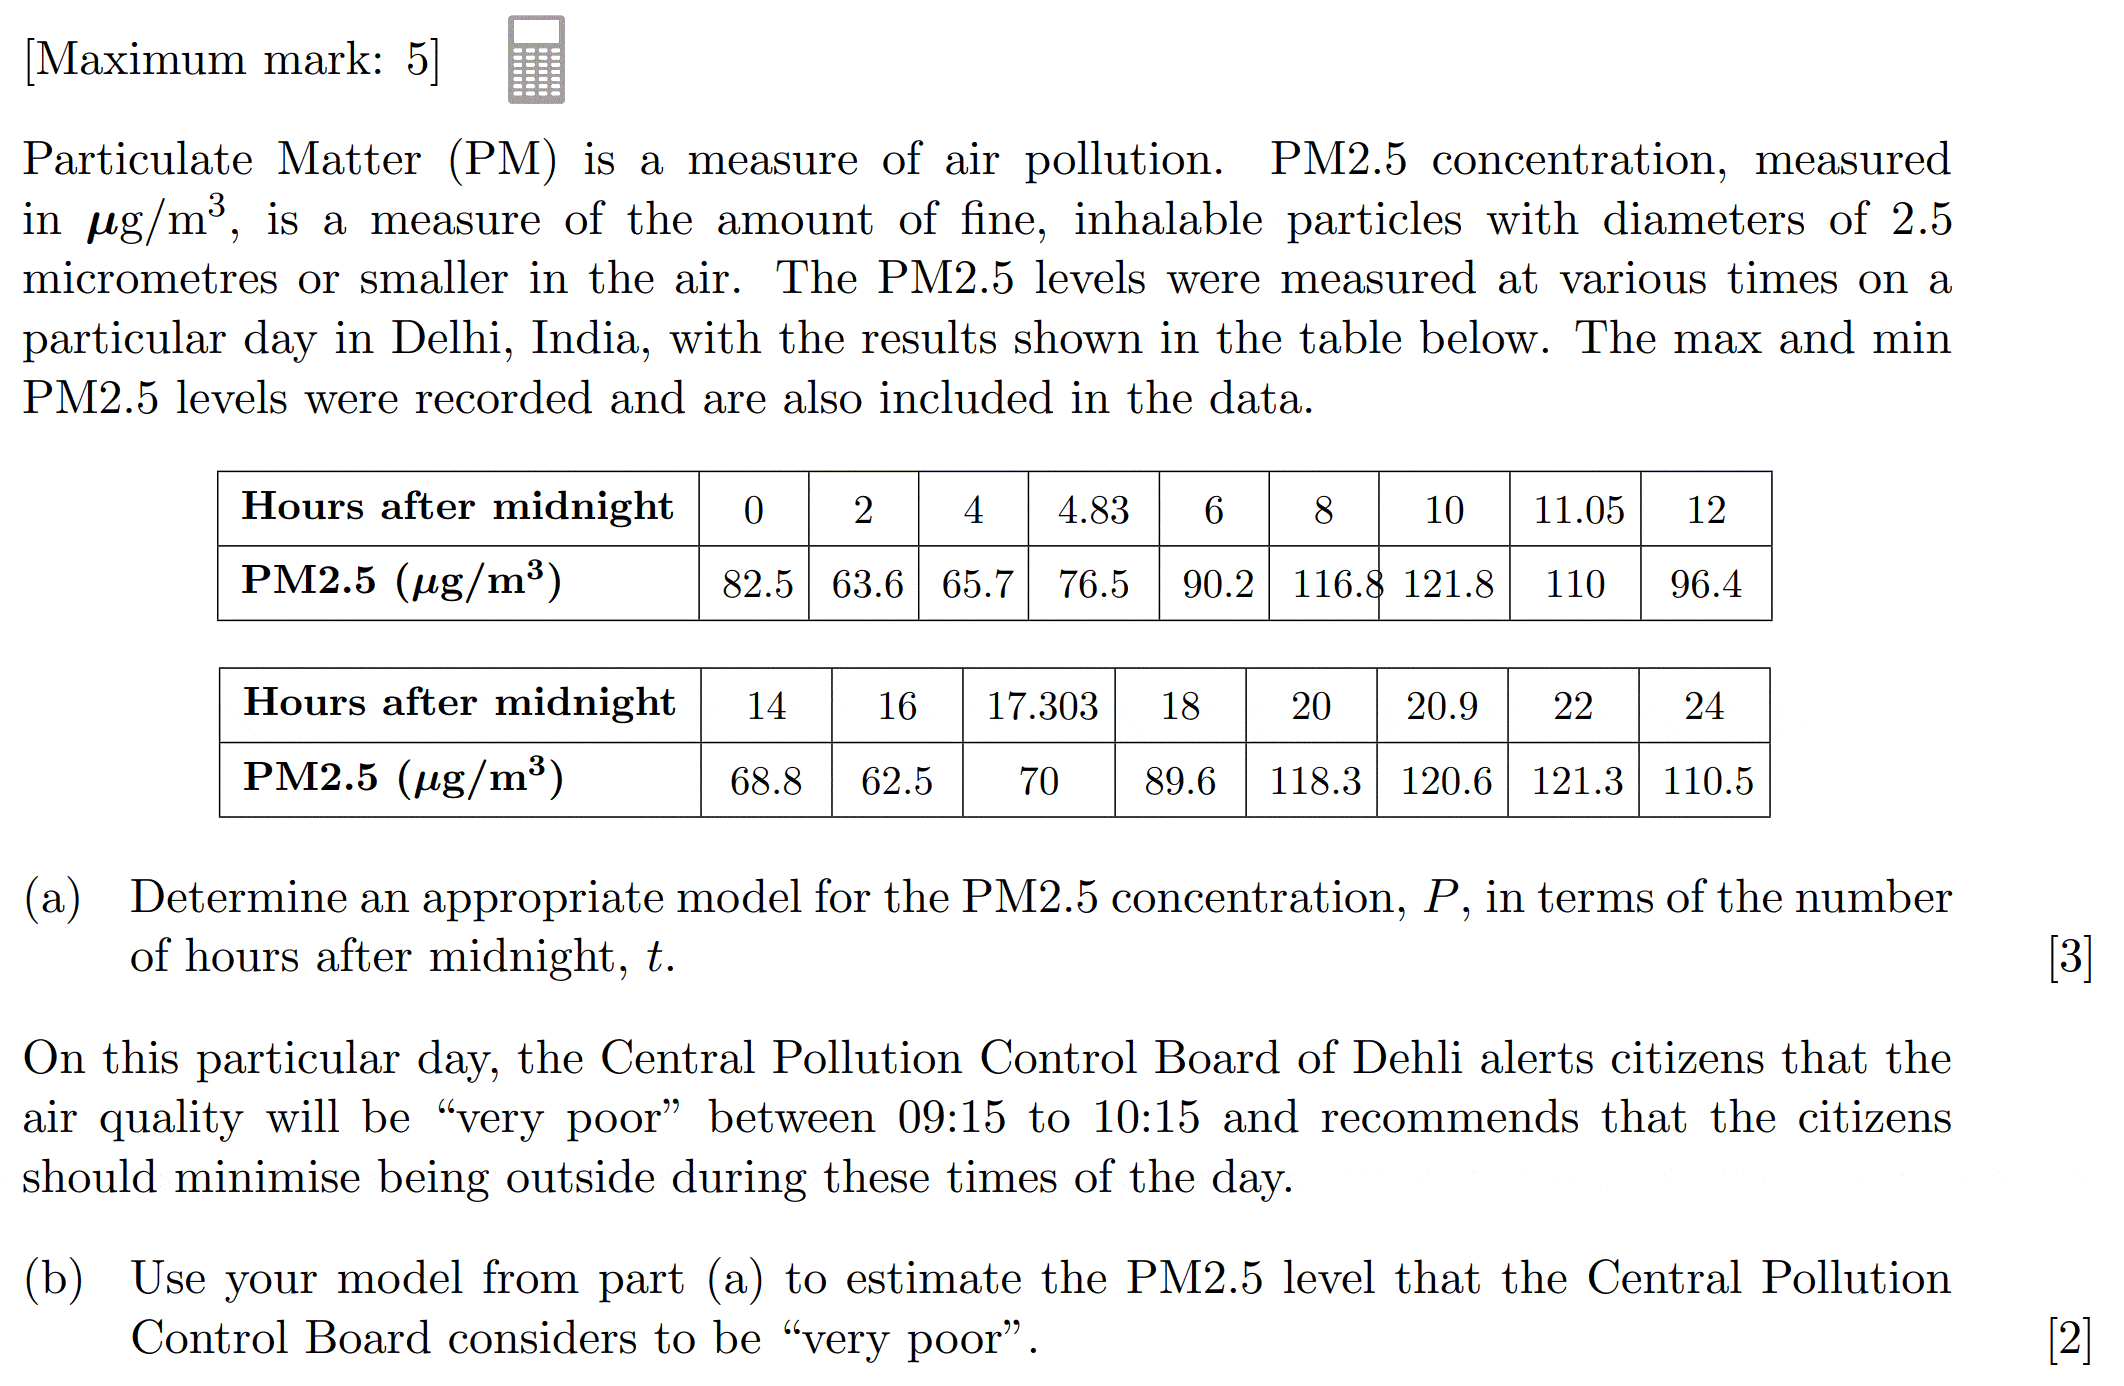 [Maximum mark: 5]
Particulate Matter (PM) is a measure of air pollution. PM2.5 concentration, measured
in μg/m³, is a measure of the amount of fine, inhalable particles with diameters of 2.5
micrometres or smaller in the air. The PM2.5 levels were measured at various times on a
particular day in Delhi, India, with the results shown in the table below. The max and min
PM2.5 levels were recorded and are also included in the data.
Hours after midnight 0 2 4 4.83 6 8 10 11.05 12
PM2.5 (μg/m³) 82.5 63.6 65.7 76.5 90.2 116.8 121.8 110 96.4
Hours after midnight 14 16 17.303 18 20 20.9 22 24
PM2.5 (μg/m³) 68.8 62.5 70 89.6 118.3 120.6 121.3 110.5
(a) Determine an appropriate model for the PM2.5 concentration, P, in terms of the number
of hours after midnight, t. [3]
On this particular day, the Central Pollution Control Board of Dehli alerts citizens that the
air quality will be “very poor” between 09:15 to 10:15 and recommends that the citizens
should minimise being outside during these times of the day.
(b) Use your model from part (a) to estimate the PM2.5 level that the Central Pollution
Control Board considers to be “very poor”. [2]